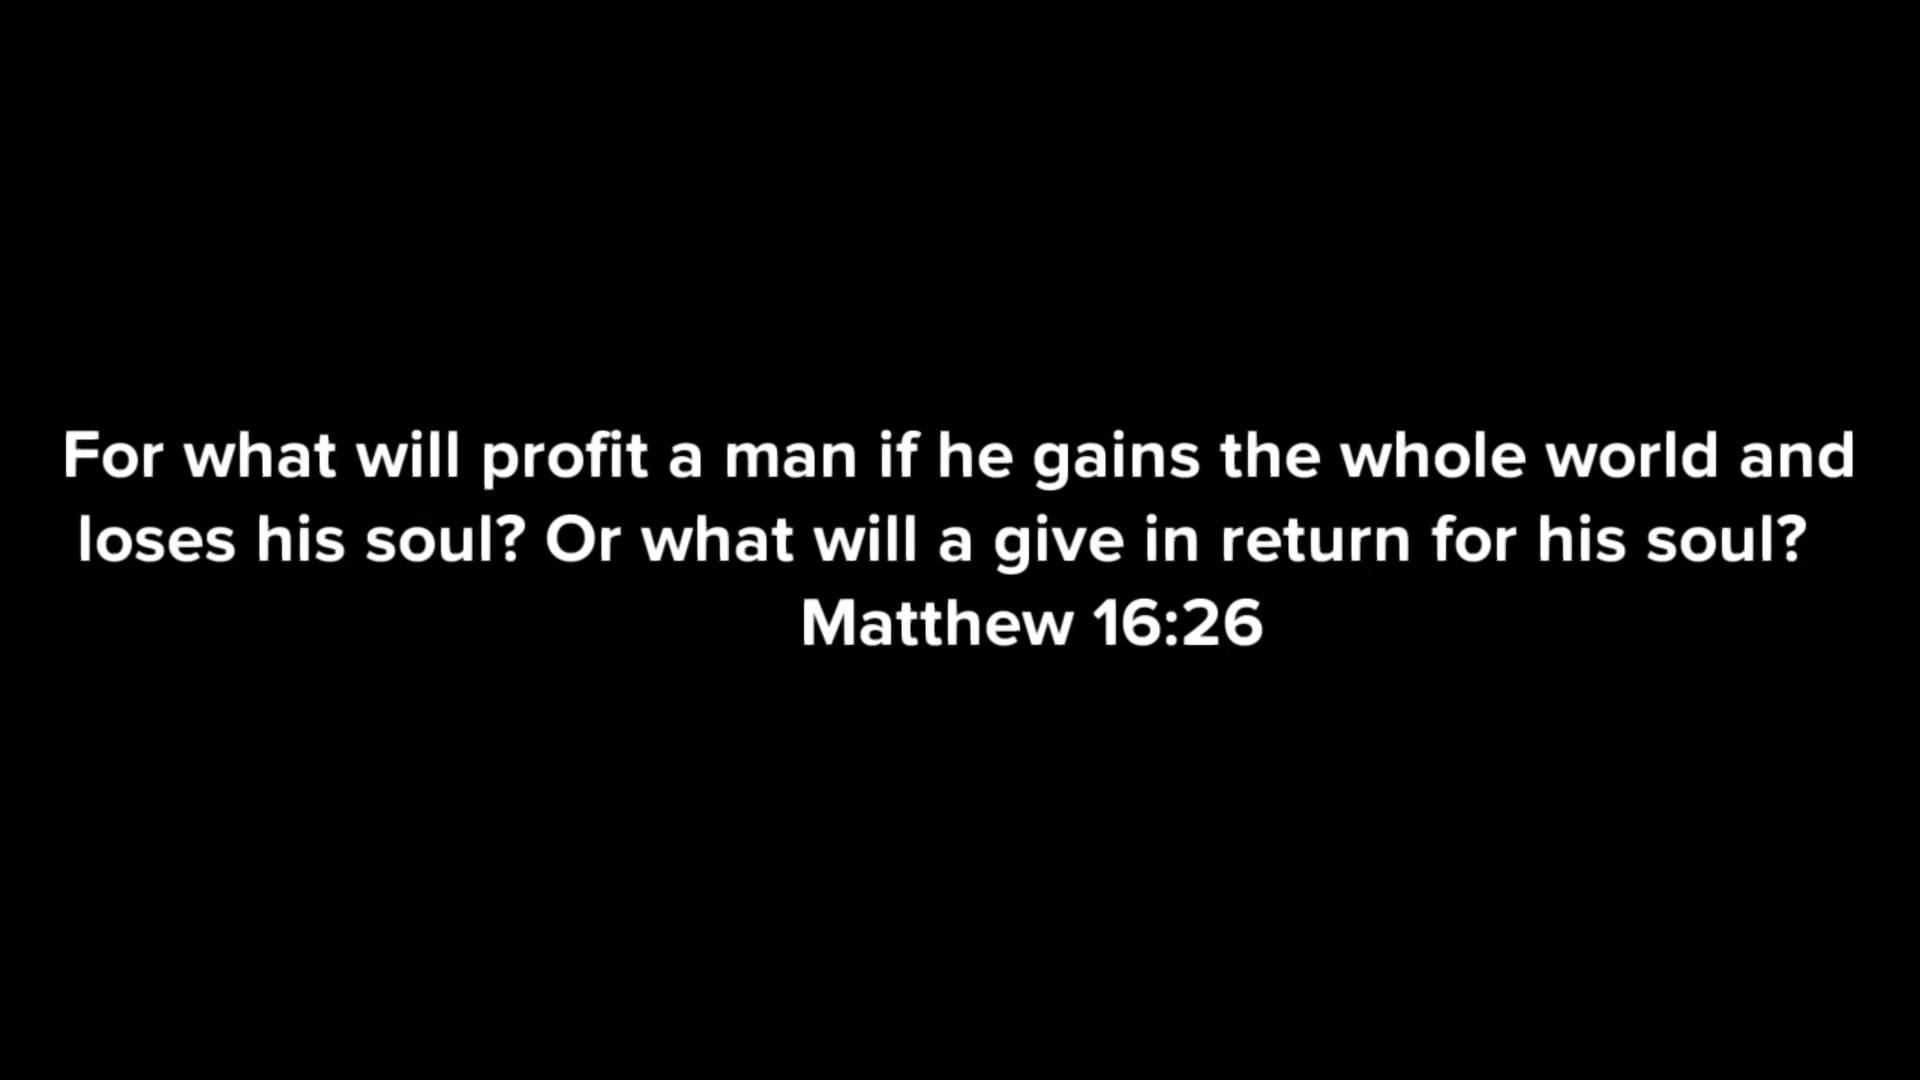 For what will profit a man if he gains the whole world and
loses his soul? Or what will a give in return for his soul?
Matthew 16:26